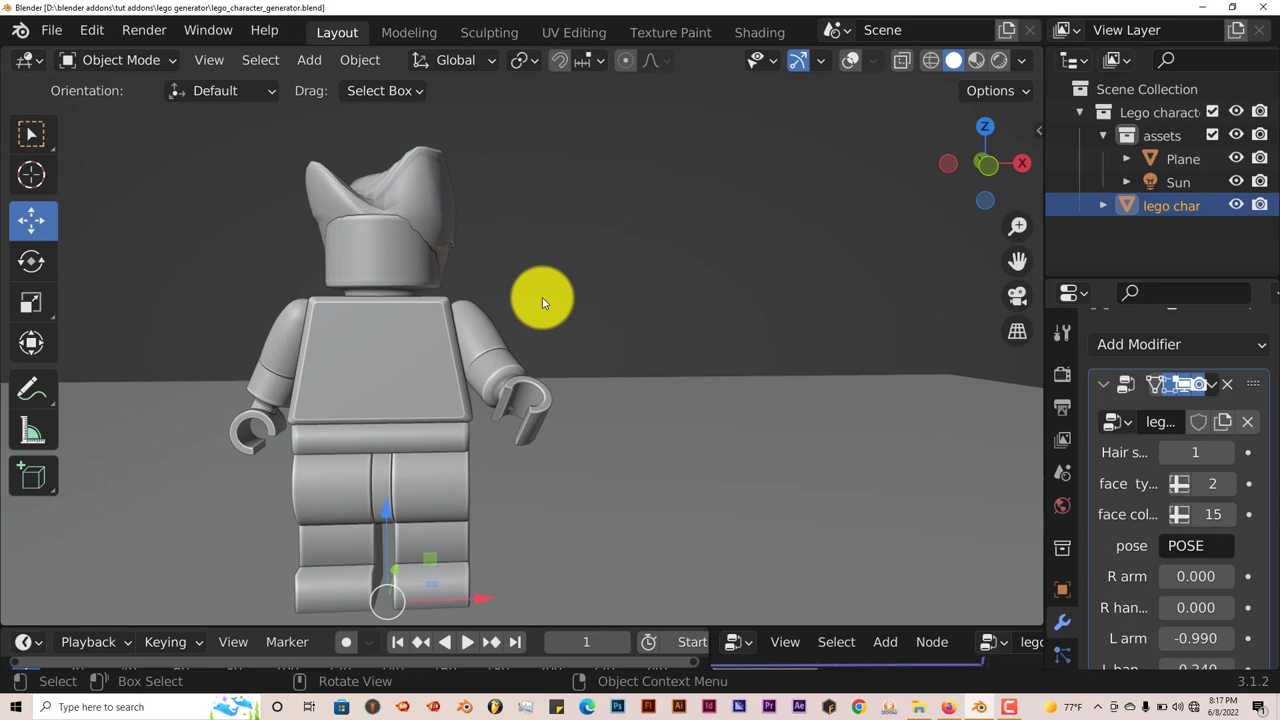 Blender [D:\blender addons\tut addons\lego generator\lego_character_generator.blend]
File Edit Render Window Help Layout Modeling Sculpting UV Editing Texture Paint Shading Scene View Layer
Object Mode View Select Add Object Global
Orientation: Default Drag: Select Box Options
Scene Collection
Lego charact
assets
Plane
Sun
lego char
Z
X
Add Modifier
leg...
Hair s... 1
face ty... 2
face col... 15
pose POSE
R arm 0.000
R han... 0.000
L arm -0.990
Playback Keying View Marker 1 Start View Select Add Node
Select Box Select Rotate View Object Context Menu 3.1.2
Type here to search 77°F 8:17 PM
6/8/2022